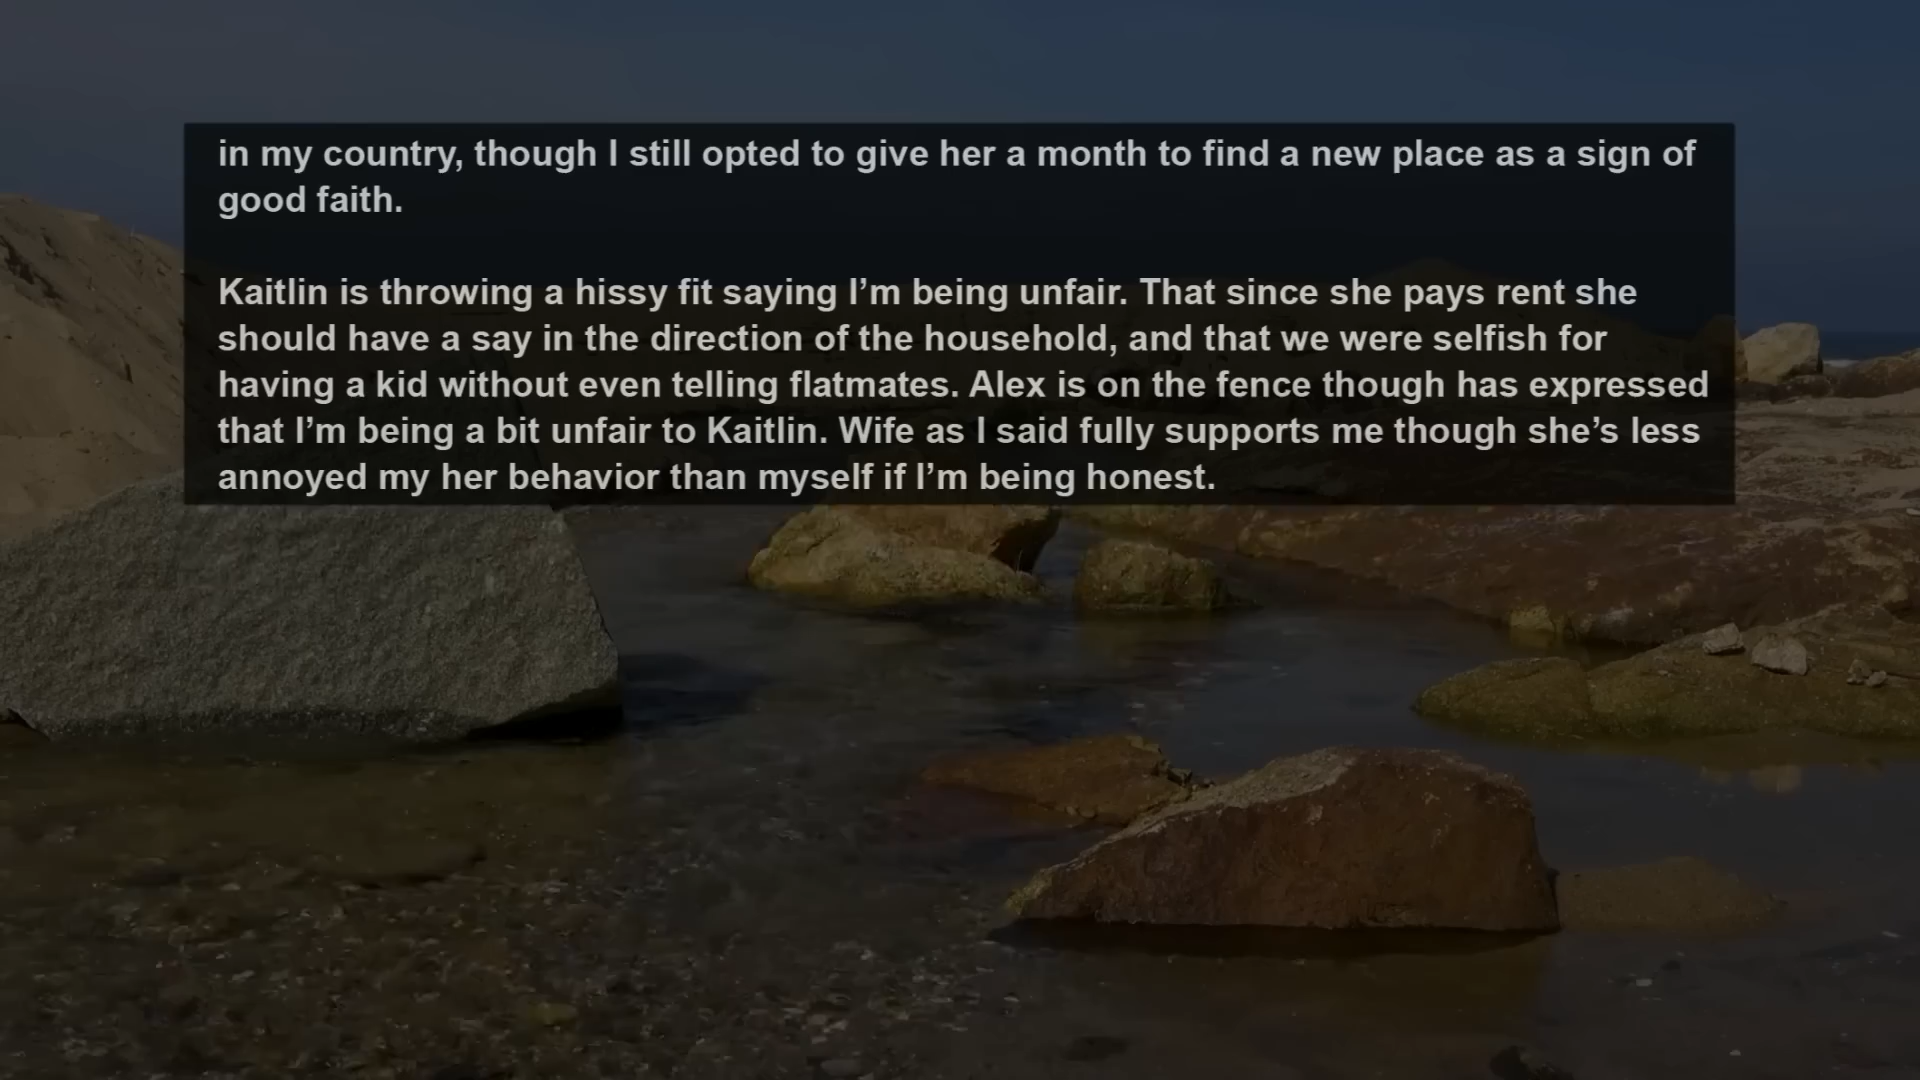 in my country, though I still opted to give her a month to find a new place as a sign of
good faith.
Kaitlin is throwing a hissy fit saying I'm being unfair. That since she pays rent she
should have a say in the direction of the household, and that we were selfish for
having a kid without even telling flatmates. Alex is on the fence though has expressed
that I'm being a bit unfair to Kaitlin. Wife as I said fully supports me though she's less
annoyed my her behavior than myself if I'm being honest.